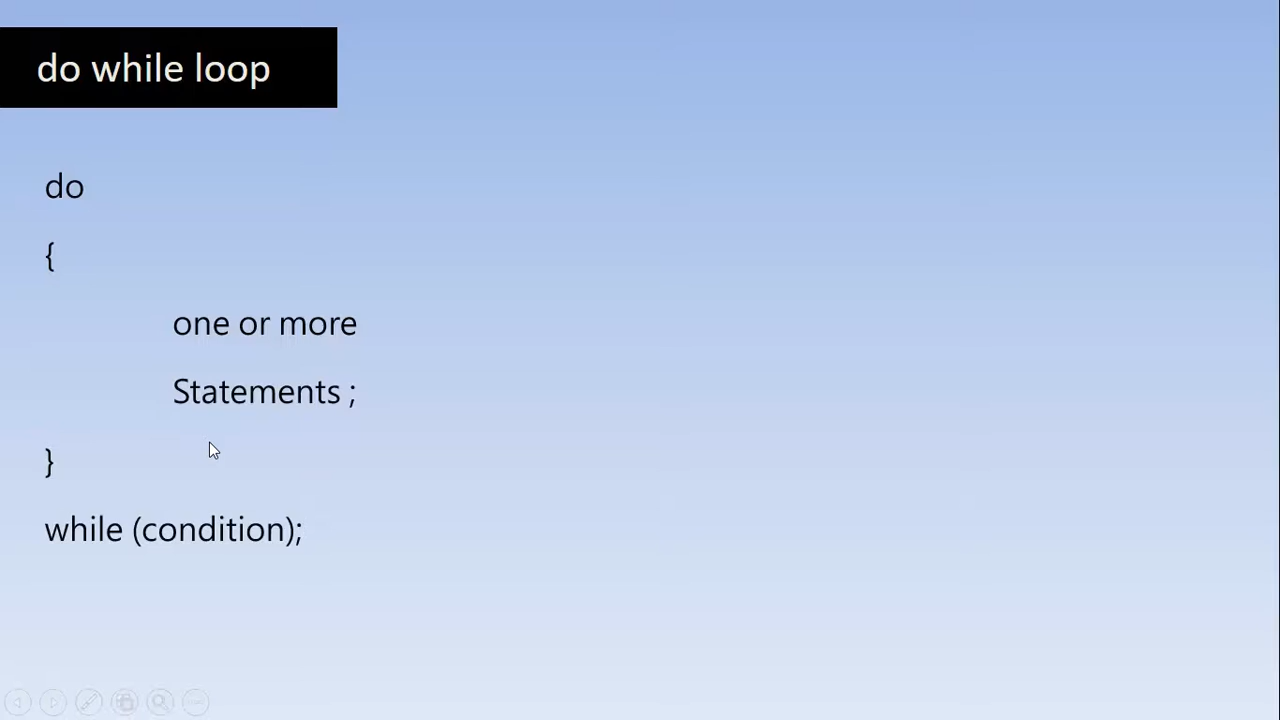 do while loop
do
{
one or more
Statements ;
}
while (condition);